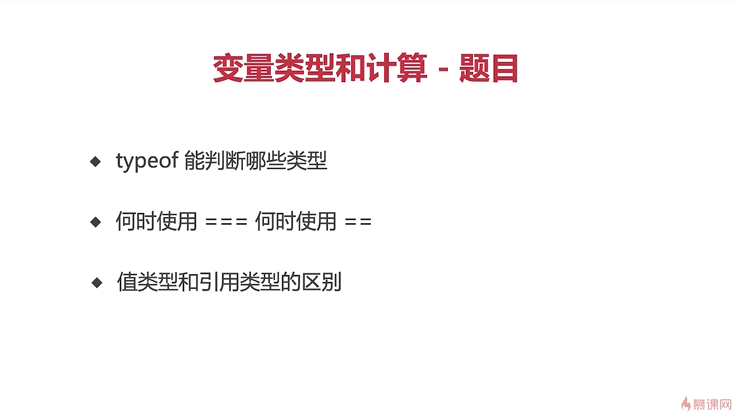 变量类型和计算 - 题目
typeof 能判断哪些类型
何时使用 === 何时使用 ==
值类型和引用类型的区别
慕课网